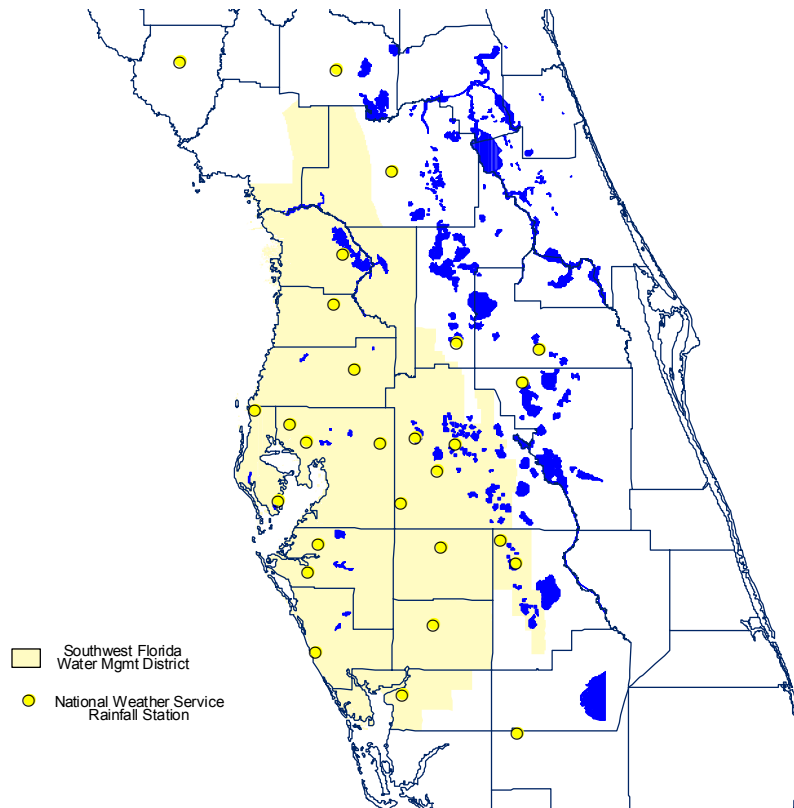 Southwest Florida
Water Mgmt District
National Weather Service
Rainfall Station